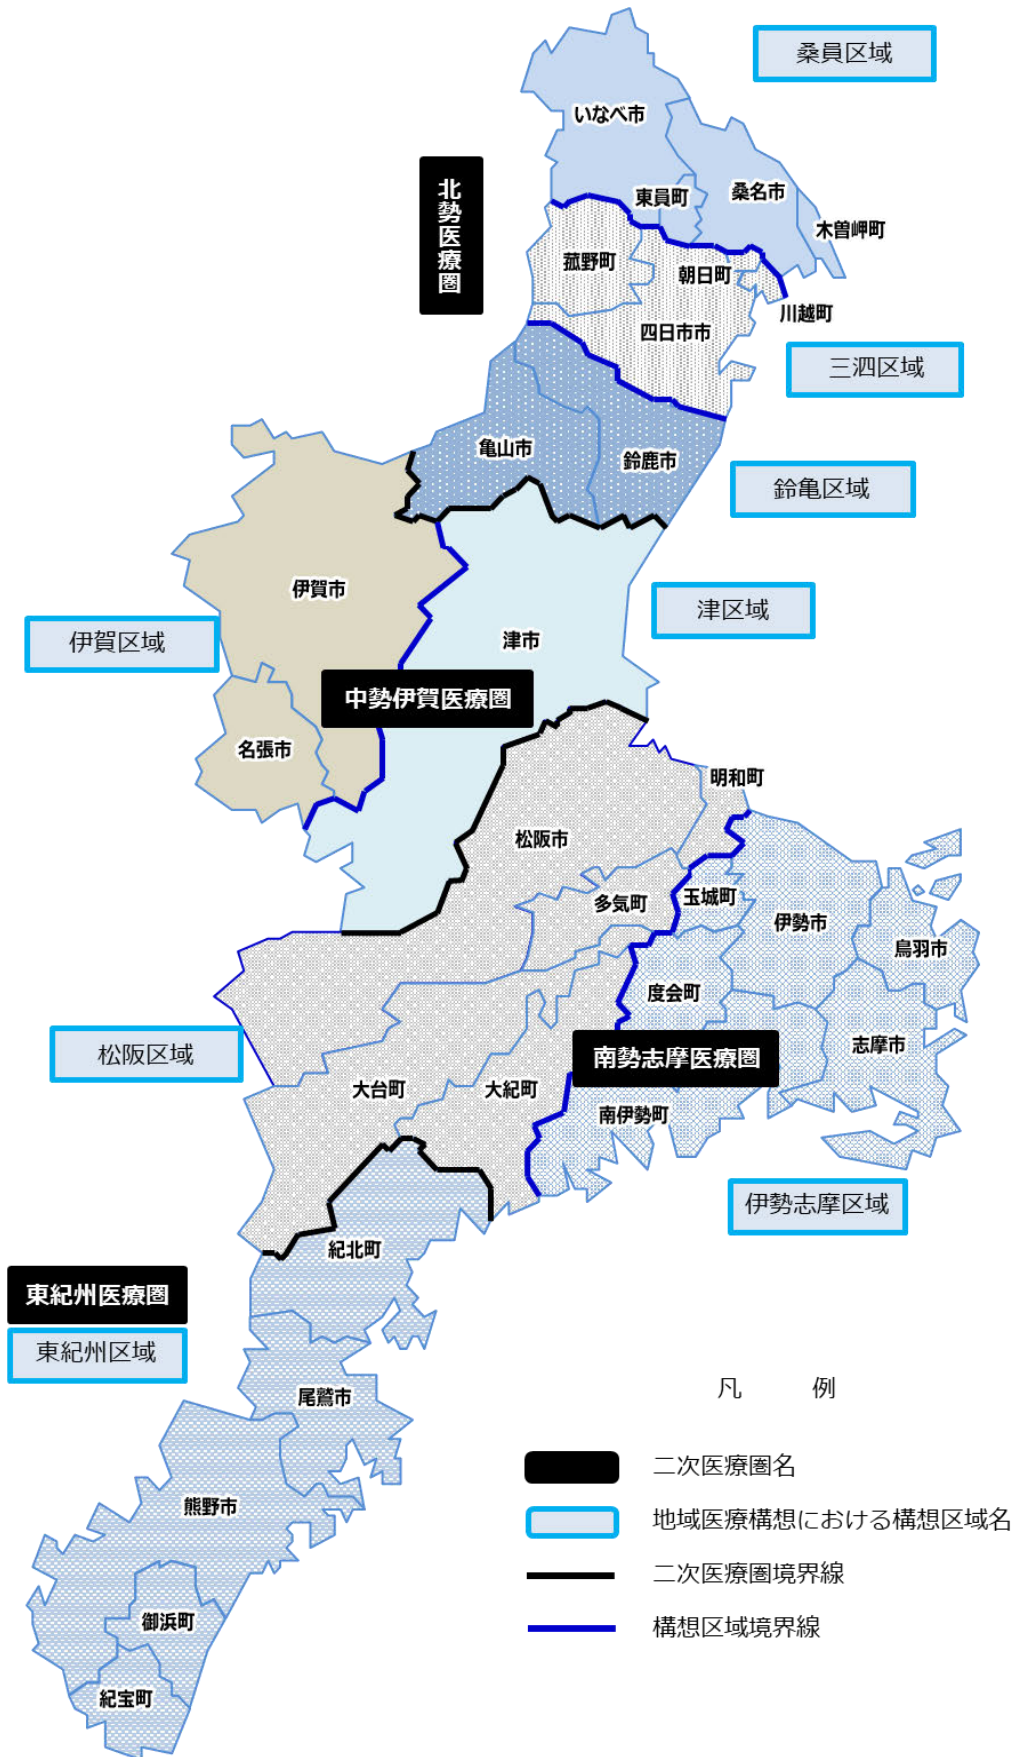 桑員区域
いなべ市
北勢医療圏
東員町
桑名市
木曽岬町
菰野町
朝日町
川越町
四日市市
三泗区域
亀山市
鈴鹿市
鈴亀区域
伊賀市
津区域
伊賀区域
津市
中勢伊賀医療圏
名張市
明和町
松阪市
多気町
玉城町
伊勢市
鳥羽市
度会町
松阪区域
南勢志摩医療圏
志摩市
大台町
大紀町
南伊勢町
伊勢志摩区域
紀北町
東紀州医療圏
東紀州区域
尾鷲市
熊野市
御浜町
紀宝町
凡 例
二次医療圏名
地域医療構想における構想区域名
二次医療圏境界線
構想区域境界線